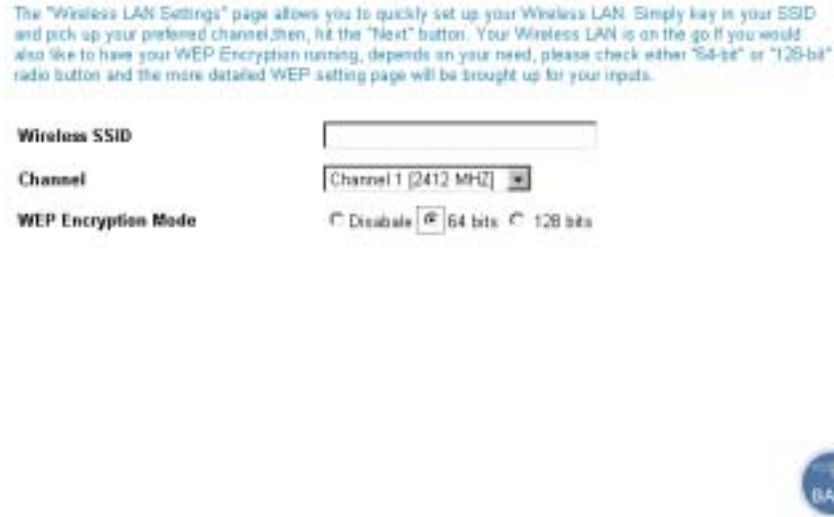 The "Wireless LAN Settings" page allows you to quickly set up your Wireless LAN. Simply key in your SSID
and pick up your preferred channel,then, hit the "Next" button. Your Wireless LAN is on the go If you would
also like to have your WEP Encryption running, depends on your need, please check either "64-bit" or "128-bit"
radio button and the more detailed WEP setting page will be brought up for your inputs.
Wireless SSID
Channel Channel 1 [2412 MHZ]
WEP Encryption Mode Disabale 64 bits 128 bits